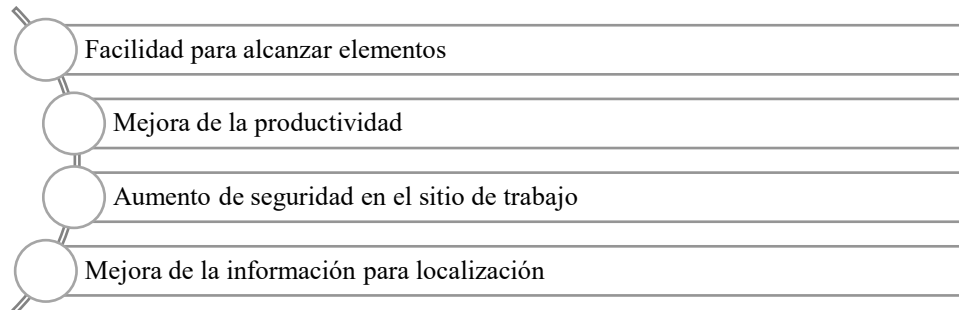 Facilidad para alcanzar elementos
Mejora de la productividad
Aumento de seguridad en el sitio de trabajo
Mejora de la información para localización